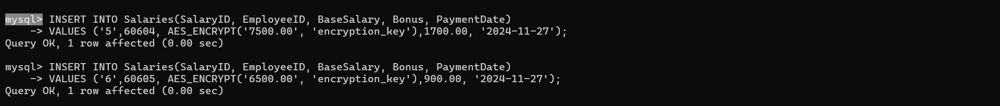 mysql> INSERT INTO Salaries(SalaryID, EmployeeID, BaseSalary, Bonus, PaymentDate)
    -> VALUES ('5',60604, AES_ENCRYPT('7500.00', 'encryption_key'),1700.00, '2024-11-27');
Query OK, 1 row affected (0.00 sec)

mysql> INSERT INTO Salaries(SalaryID, EmployeeID, BaseSalary, Bonus, PaymentDate)
    -> VALUES ('6',60605, AES_ENCRYPT('6500.00', 'encryption_key'),900.00, '2024-11-27');
Query OK, 1 row affected (0.00 sec)